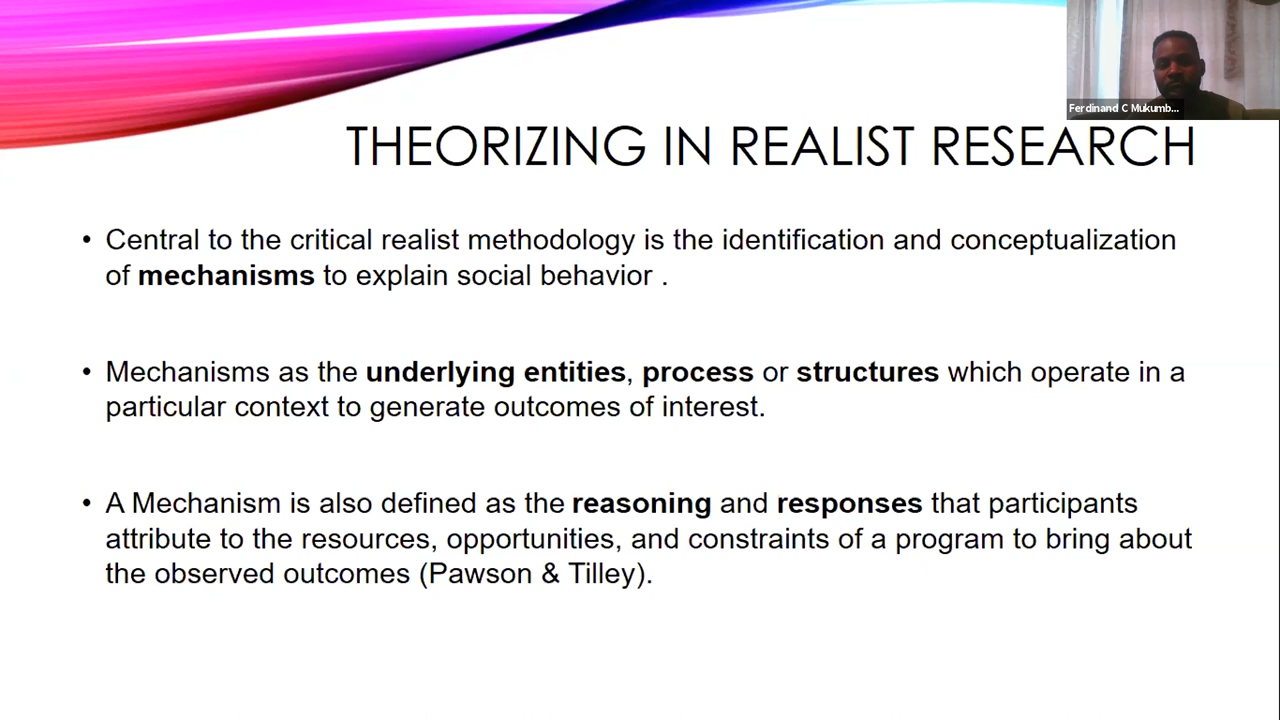 Ferdinand C Mukumb...
THEORIZING IN REALIST RESEARCH
• Central to the critical realist methodology is the identification and conceptualization
of mechanisms to explain social behavior .
• Mechanisms as the underlying entities, process or structures which operate in a
particular context to generate outcomes of interest.
• A Mechanism is also defined as the reasoning and responses that participants
attribute to the resources, opportunities, and constraints of a program to bring about
the observed outcomes (Pawson & Tilley).